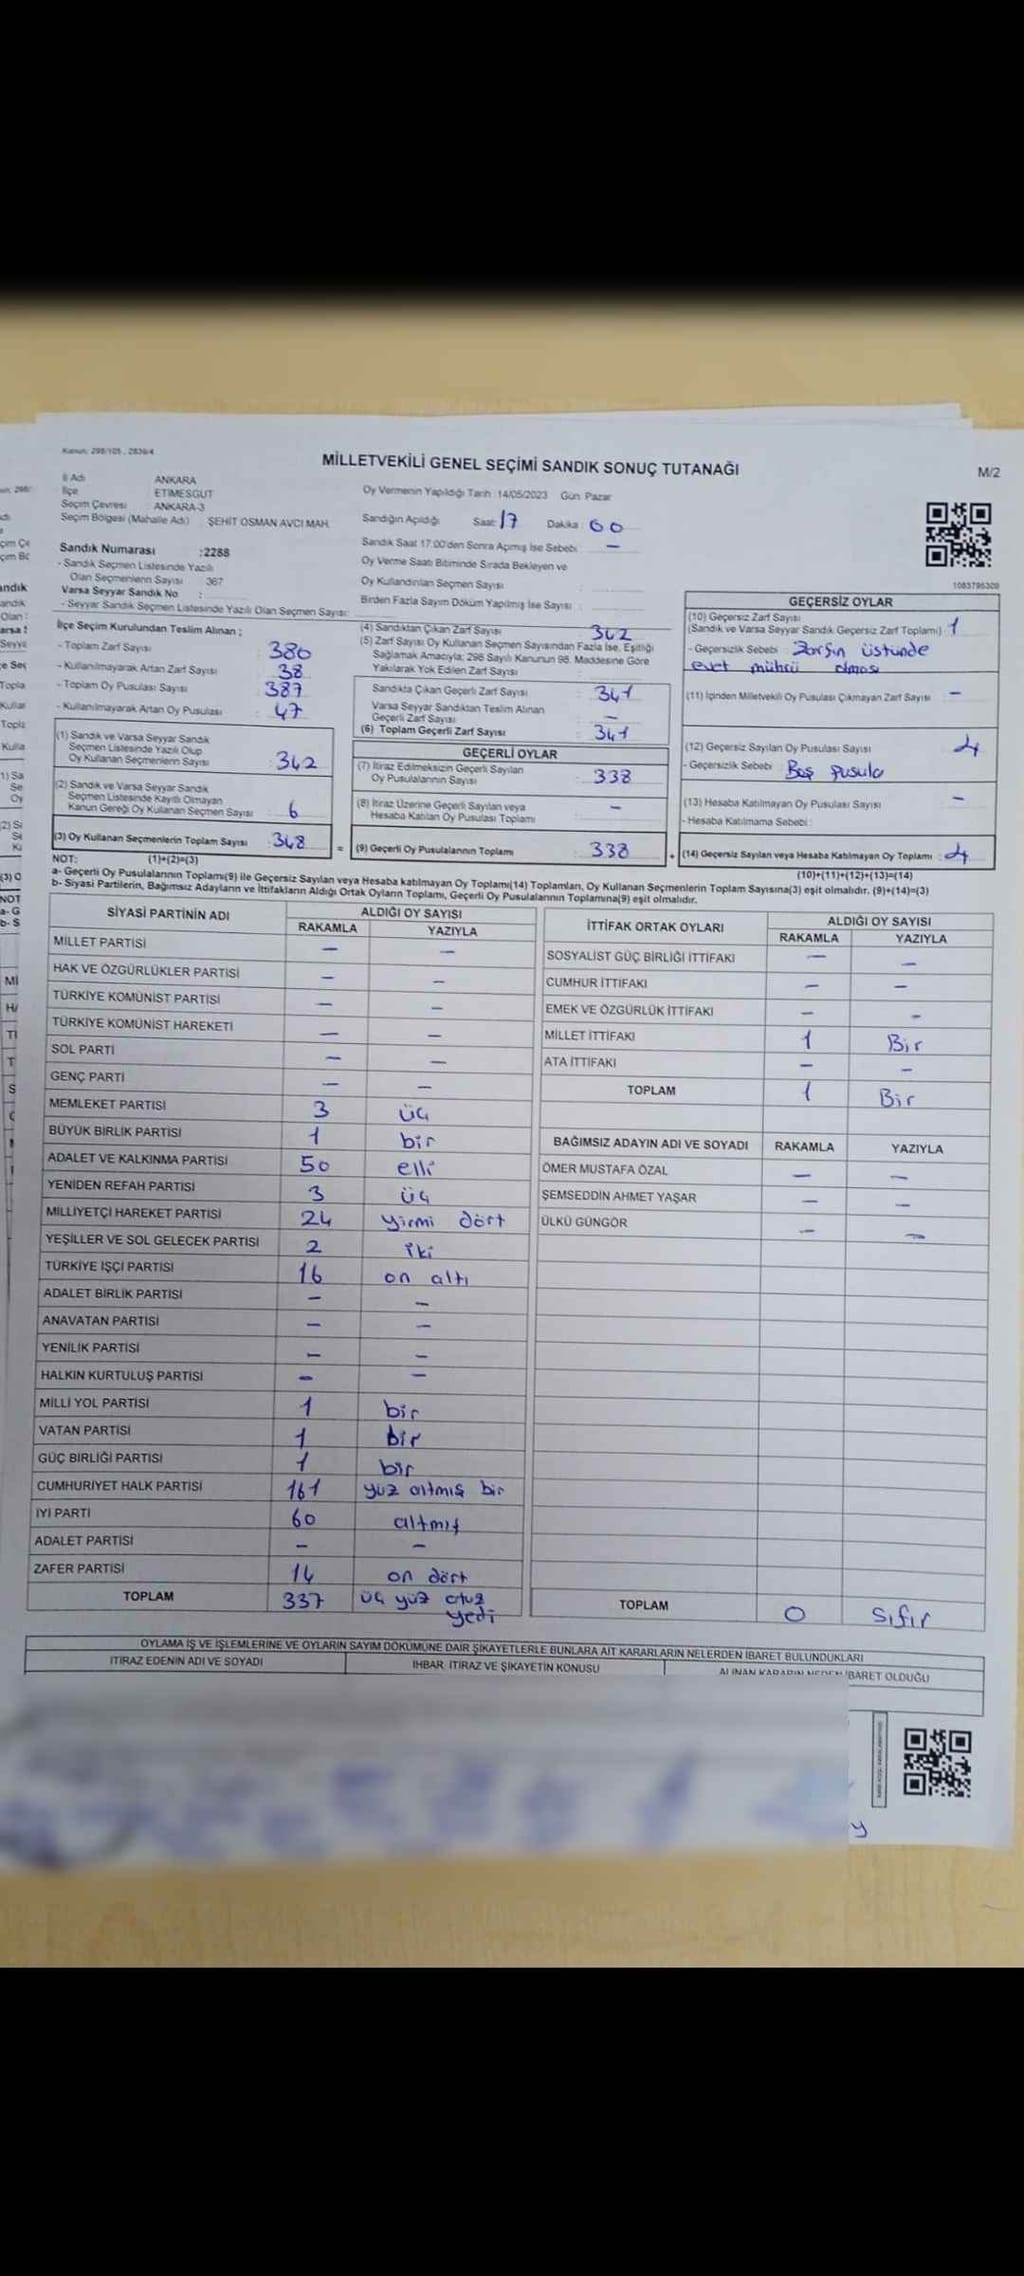 Kanun: 298/105, 2839/4
MİLLETVEKİLİ GENEL SEÇİMİ SANDIK SONUÇ TUTANAĞI
M/2
İl Adı ANKARA
İlçe ETİMESGUT
Seçim Çevresi ANKARA-3
Seçim Bölgesi (Mahalle Adı) ŞEHİT OSMAN AVCI MAH.
Oy Vermenin Yapıldığı Tarih :14/05/2023 Gün: Pazar
Sandığın Açıldığı Saat: 17 Dakika: 00
Sandık Saat 17:00'den Sonra Açılmış İse Sebebi : –
Oy Verme Saati Bitiminde Sırada Bekleyen ve
Oy Kullandırılan Seçmen Sayısı :
Birden Fazla Sayım Döküm Yapılmış İse Sayısı :
Sandık Numarası :2288
- Sandık Seçmen Listesinde Yazılı
Olan Seçmenlerin Sayısı : 367
Varsa Seyyar Sandık No :
- Seyyar Sandık Seçmen Listesinde Yazılı Olan Seçmen Sayısı:
1083795309
İlçe Seçim Kurulundan Teslim Alınan ;
- Toplam Zarf Sayısı : 380
- Kullanılmayarak Artan Zarf Sayısı : 38
- Toplam Oy Pusulası Sayısı : 387
- Kullanılmayarak Artan Oy Pusulası : 47
(1) Sandık ve Varsa Seyyar Sandık
Seçmen Listesinde Yazılı Olup
Oy Kullanan Seçmenlerin Sayısı : 342
(2) Sandık ve Varsa Seyyar Sandık
Seçmen Listesinde Kayıtlı Olmayan
Kanun Gereği Oy Kullanan Seçmen Sayısı : 6
(3) Oy Kullanan Seçmenlerin Toplam Sayısı : 348
(4) Sandıktan Çıkan Zarf Sayısı : 342
(5) Zarf Sayısı Oy Kullanan Seçmen Sayısından Fazla İse, Eşitliği
Sağlamak Amacıyla; 298 Sayılı Kanunun 98. Maddesine Göre
Yakılarak Yok Edilen Zarf Sayısı :
Sandıkta Çıkan Geçerli Zarf Sayısı : 341
Varsa Seyyar Sandıktan Teslim Alınan
Geçerli Zarf Sayısı : –
(6) Toplam Geçerli Zarf Sayısı : 341
GEÇERLİ OYLAR
(7) İtiraz Edilmeksizin Geçerli Sayılan
Oy Pusulalarının Sayısı : 338
(8) İtiraz Üzerine Geçerli Sayılan veya
Hesaba Katılan Oy Pusulası Toplamı : –
= (9) Geçerli Oy Pusulalarının Toplamı : 338
GEÇERSİZ OYLAR
(10) Geçersiz Zarf Sayısı
(Sandık ve Varsa Seyyar Sandık Geçersiz Zarf Toplamı) : 1
- Geçersizlik Sebebi : Zarfın üstünde
evet mührü olması
(11) İçinden Milletvekili Oy Pusulası Çıkmayan Zarf Sayısı : –
(12) Geçersiz Sayılan Oy Pusulası Sayısı : 4
- Geçersizlik Sebebi : Boş pusula
(13) Hesaba Katılmayan Oy Pusulası Sayısı : –
- Hesaba Katılmama Sebebi :
+ (14) Geçersiz Sayılan veya Hesaba Katılmayan Oy Toplamı : 4
NOT: (1)+(2)=(3)
(10)+(11)+(12)+(13)=(14)
a- Geçerli Oy Pusulalarının Toplamı(9) ile Geçersiz Sayılan veya Hesaba katılmayan Oy Toplamı(14) Toplamları, Oy Kullanan Seçmenlerin Toplam Sayısına(3) eşit olmalıdır. (9)+(14)=(3)
b- Siyasi Partilerin, Bağımsız Adayların ve İttifakların Aldığı Ortak Oyların Toplamı, Geçerli Oy Pusulalarının Toplamına(9) eşit olmalıdır.
SİYASİ PARTİNİN ADI ALDIĞI OY SAYISI
RAKAMLA YAZIYLA
MİLLET PARTİSİ – –
HAK VE ÖZGÜRLÜKLER PARTİSİ – –
TÜRKİYE KOMÜNİST PARTİSİ – –
TÜRKİYE KOMÜNİST HAREKETİ – –
SOL PARTİ – –
GENÇ PARTİ – –
MEMLEKET PARTİSİ 3 üç
BÜYÜK BİRLİK PARTİSİ 1 bir
ADALET VE KALKINMA PARTİSİ 50 elli
YENİDEN REFAH PARTİSİ 3 üç
MİLLİYETÇİ HAREKET PARTİSİ 24 yirmi dört
YEŞİLLER VE SOL GELECEK PARTİSİ 2 iki
TÜRKİYE İŞÇİ PARTİSİ 16 on altı
ADALET BİRLİK PARTİSİ – –
ANAVATAN PARTİSİ – –
YENİLİK PARTİSİ – –
HALKIN KURTULUŞ PARTİSİ – –
MİLLİ YOL PARTİSİ 1 bir
VATAN PARTİSİ 1 bir
GÜÇ BİRLİĞİ PARTİSİ 1 bir
CUMHURİYET HALK PARTİSİ 161 yüz altmış bir
İYİ PARTİ 60 altmış
ADALET PARTİSİ – –
ZAFER PARTİSİ 14 on dört
TOPLAM 337 üç yüz otuz
yedi
İTTİFAK ORTAK OYLARI ALDIĞI OY SAYISI
RAKAMLA YAZIYLA
SOSYALİST GÜÇ BİRLİĞİ İTTİFAKI – –
CUMHUR İTTİFAKI – –
EMEK VE ÖZGÜRLÜK İTTİFAKI – –
MİLLET İTTİFAKI 1 Bir
ATA İTTİFAKI – –
TOPLAM 1 Bir
BAĞIMSIZ ADAYIN ADI VE SOYADI RAKAMLA YAZIYLA
ÖMER MUSTAFA ÖZAL – –
ŞEMSEDDİN AHMET YAŞAR – –
ÜLKÜ GÜNGÖR – –
TOPLAM 0 Sıfır
OYLAMA İŞ VE İŞLEMLERİNE VE OYLARIN SAYIM DÖKÜMÜNE DAİR ŞİKAYETLERLE BUNLARA AİT KARARLARIN NELERDEN İBARET BULUNDUKLARI
İTİRAZ EDENİN ADI VE SOYADI İHBAR, İTİRAZ VE ŞİKAYETİN KONUSU ALINAN KARARIN NEDEN İBARET OLDUĞU